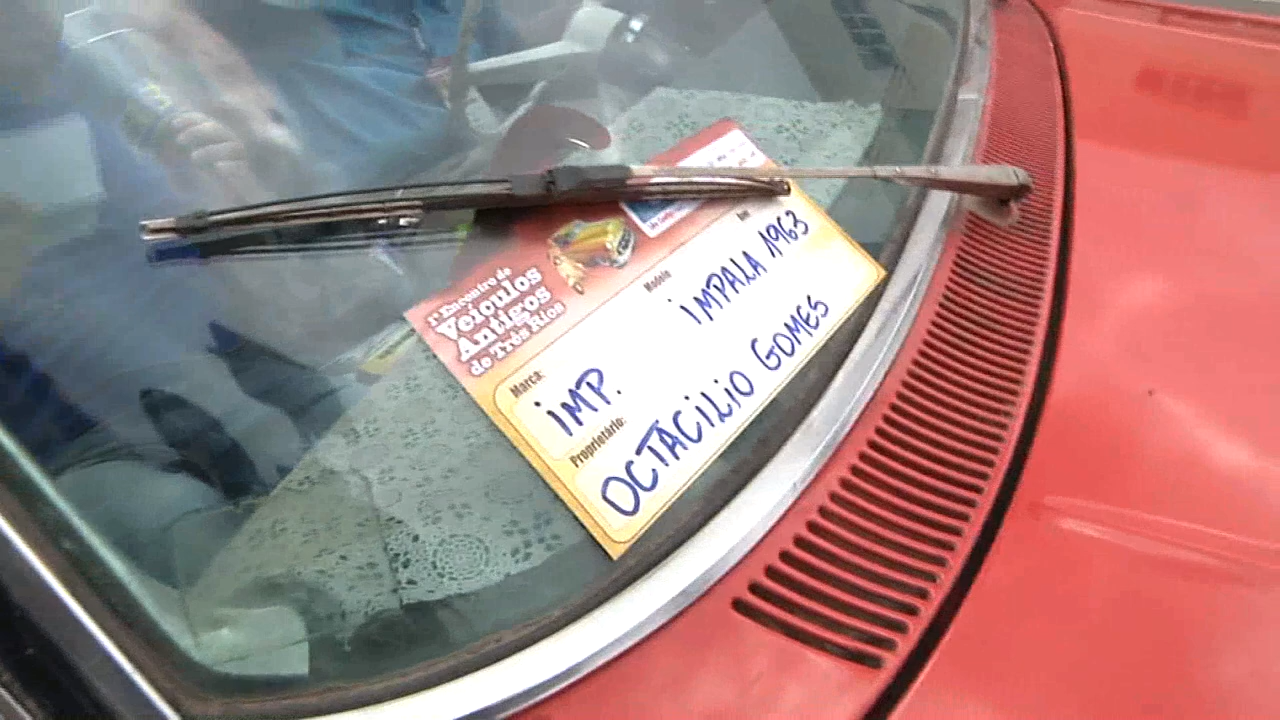 1º Encontro de
Veículos
Antigos
de Três Rios
Marca:
Modelo
IMP.
IMPALA 1963
Proprietário:
OCTACILIO GOMES